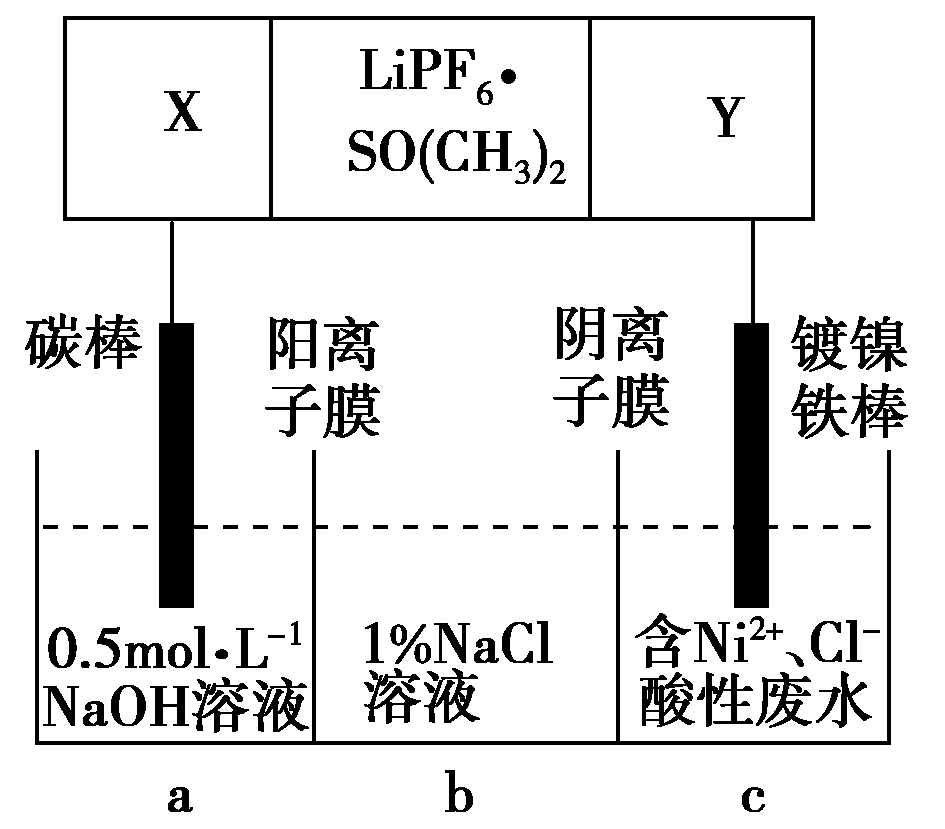 X
LiPF₆•
SO(CH₃)₂
Y
碳棒
阳离
子膜
阴离
子膜
镀镍
铁棒
0.5mol•L⁻¹
NaOH溶液
1%NaCl
溶液
含Ni²⁺、Cl⁻
酸性废水
a
b
c